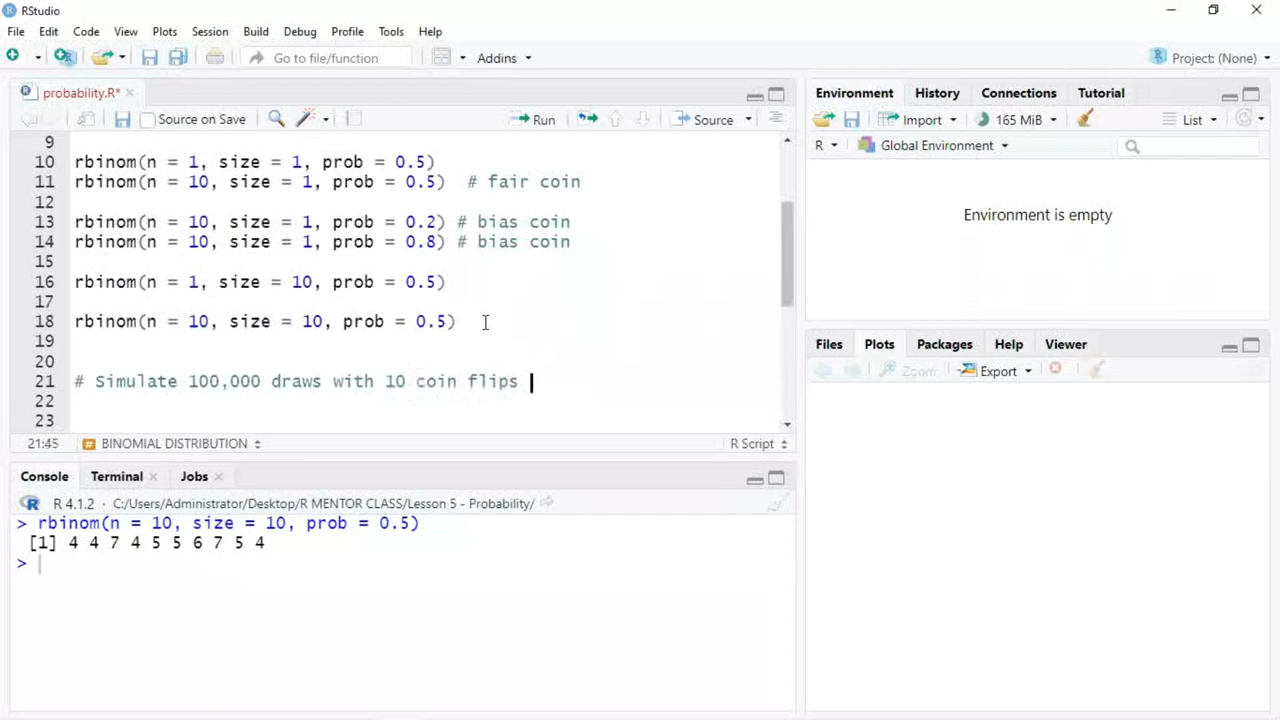 RStudio
File Edit Code View Plots Session Build Debug Profile Tools Help
Go to file/function Addins Project: (None)
probability.R*
Source on Save Run Source
9
10 rbinom(n = 1, size = 1, prob = 0.5)
11 rbinom(n = 10, size = 1, prob = 0.5) # fair coin
12
13 rbinom(n = 10, size = 1, prob = 0.2) # bias coin
14 rbinom(n = 10, size = 1, prob = 0.8) # bias coin
15
16 rbinom(n = 1, size = 10, prob = 0.5)
17
18 rbinom(n = 10, size = 10, prob = 0.5)
19
20
21 # Simulate 100,000 draws with 10 coin flips
22
23
21:45 # BINOMIAL DISTRIBUTION R Script
Console Terminal Jobs
R R 4.1.2 · C:/Users/Administrator/Desktop/R MENTOR CLASS/Lesson 5 - Probability/
> rbinom(n = 10, size = 10, prob = 0.5)
[1] 4 4 7 4 5 5 6 7 5 4
>
Environment History Connections Tutorial
Import 165 MiB List
R Global Environment
Environment is empty
Files Plots Packages Help Viewer
Zoom Export